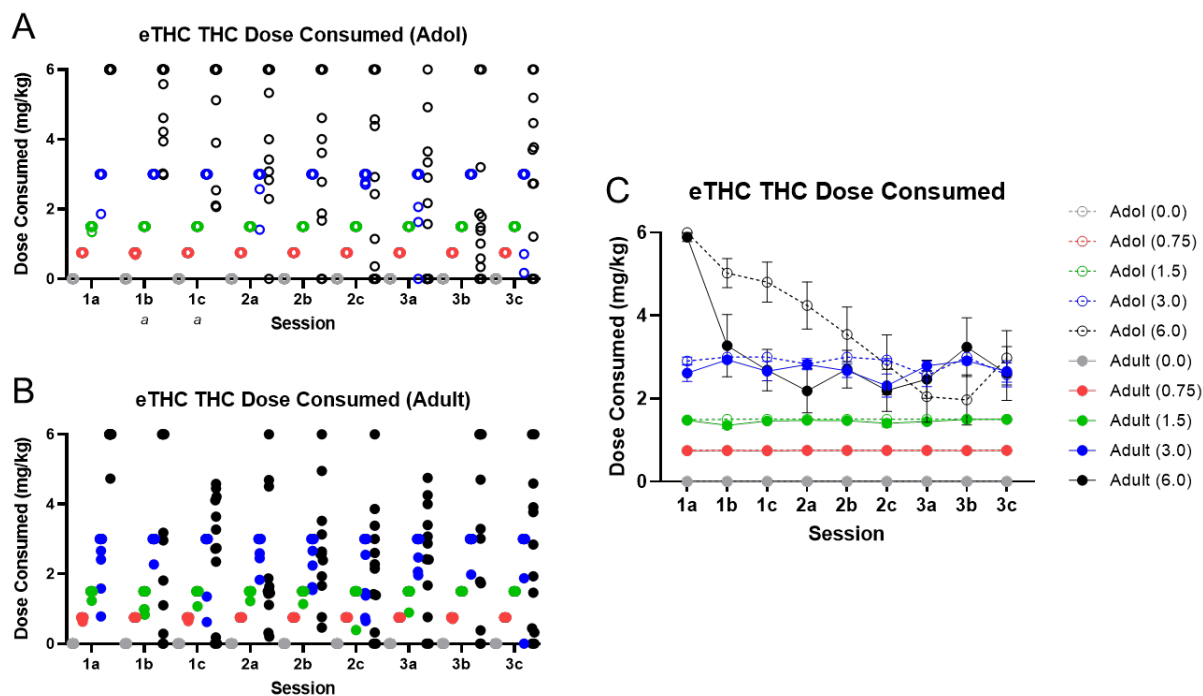 A
eTHC THC Dose Consumed (Adol)
Dose Consumed (mg/kg)
6
4
2
0
1a 1b 1c 2a 2b 2c 3a 3b 3c
a a
Session
B
eTHC THC Dose Consumed (Adult)
Dose Consumed (mg/kg)
6
4
2
0
1a 1b 1c 2a 2b 2c 3a 3b 3c
Session
C
eTHC THC Dose Consumed
Dose Consumed (mg/kg)
6
4
2
0
1a 1b 1c 2a 2b 2c 3a 3b 3c
Session
Adol (0.0)
Adol (0.75)
Adol (1.5)
Adol (3.0)
Adol (6.0)
Adult (0.0)
Adult (0.75)
Adult (1.5)
Adult (3.0)
Adult (6.0)